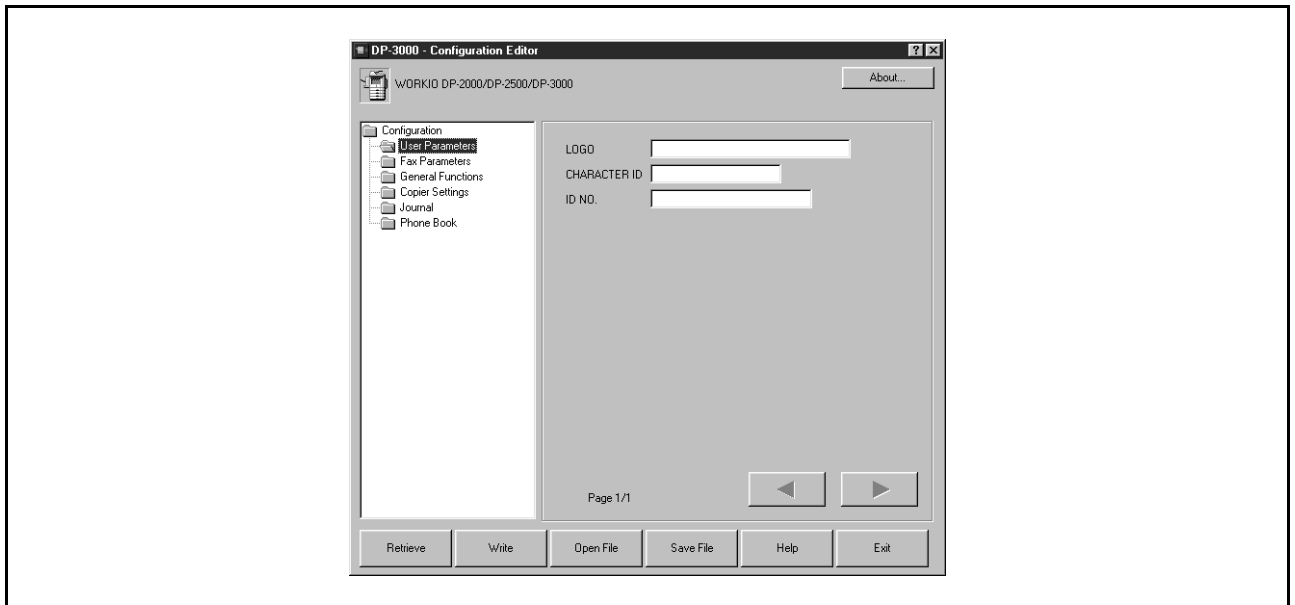 DP-3000 - Configuration Editor
WORKIO DP-2000/DP-2500/DP-3000
About...
Configuration
User Parameters
Fax Parameters
General Functions
Copier Settings
Journal
Phone Book
LOGO
CHARACTER ID
ID NO.
Page 1/1
Retrieve
Write
Open File
Save File
Help
Exit